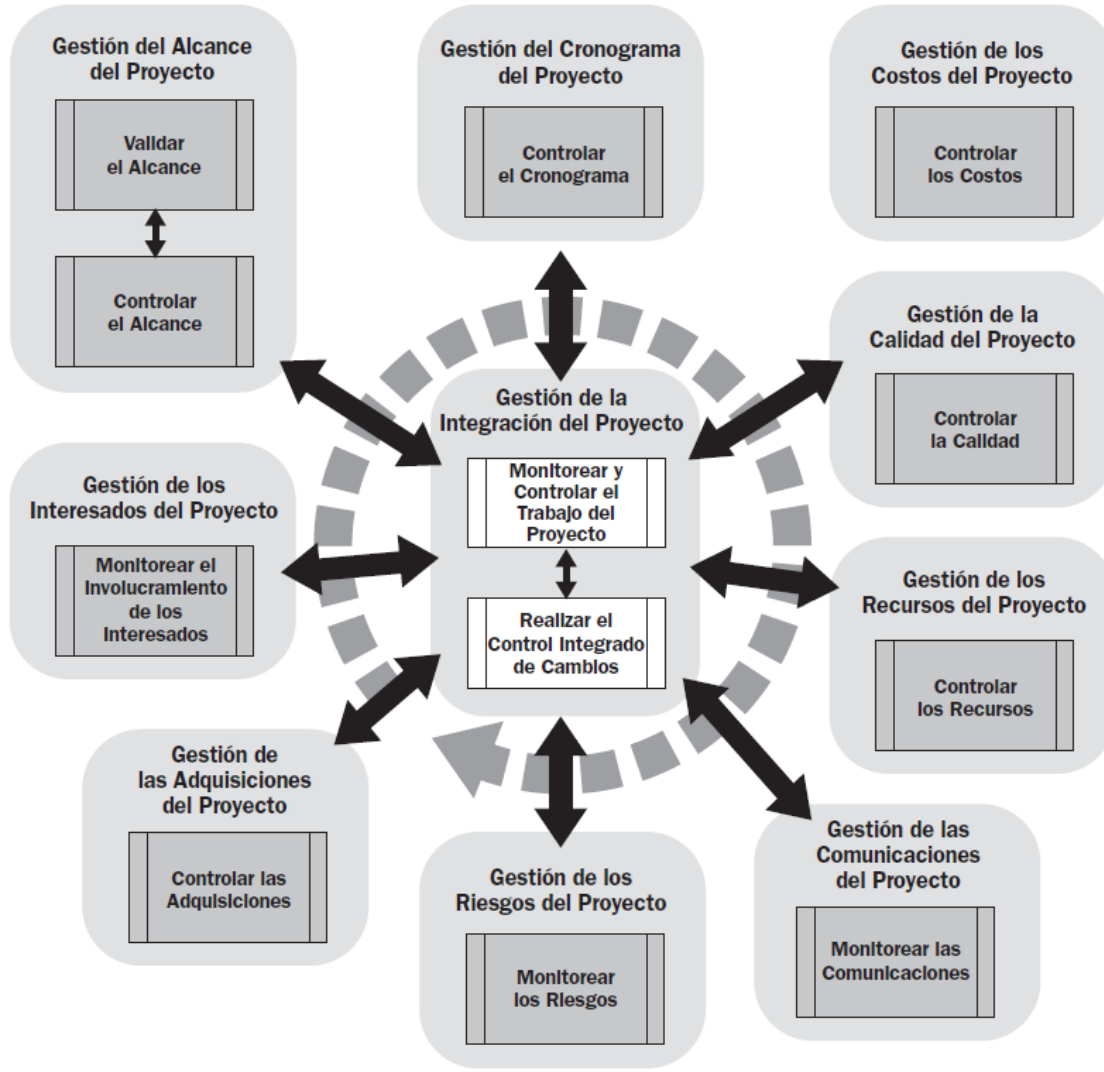 Gestión del Alcance
del Proyecto
Validar
el Alcance
Controlar
el Alcance
Gestión del Cronograma
del Proyecto
Controlar
el Cronograma
Gestión de los
Costos del Proyecto
Controlar
los Costos
Gestión de la
Calidad del Proyecto
Controlar
la Calidad
Gestión de la
Integración del Proyecto
Monitorear y
Controlar el
Trabajo del
Proyecto
Realizar el
Control Integrado
de Cambios
Gestión de los
Interesados del Proyecto
Monitorear el
Involucramiento
de los
Interesados
Gestión de los
Recursos del Proyecto
Controlar
los Recursos
Gestión de
las Adquisiciones
del Proyecto
Controlar las
Adquisiciones
Gestión de los
Riesgos del Proyecto
Monitorear
los Riesgos
Gestión de las
Comunicaciones
del Proyecto
Monitorear las
Comunicaciones